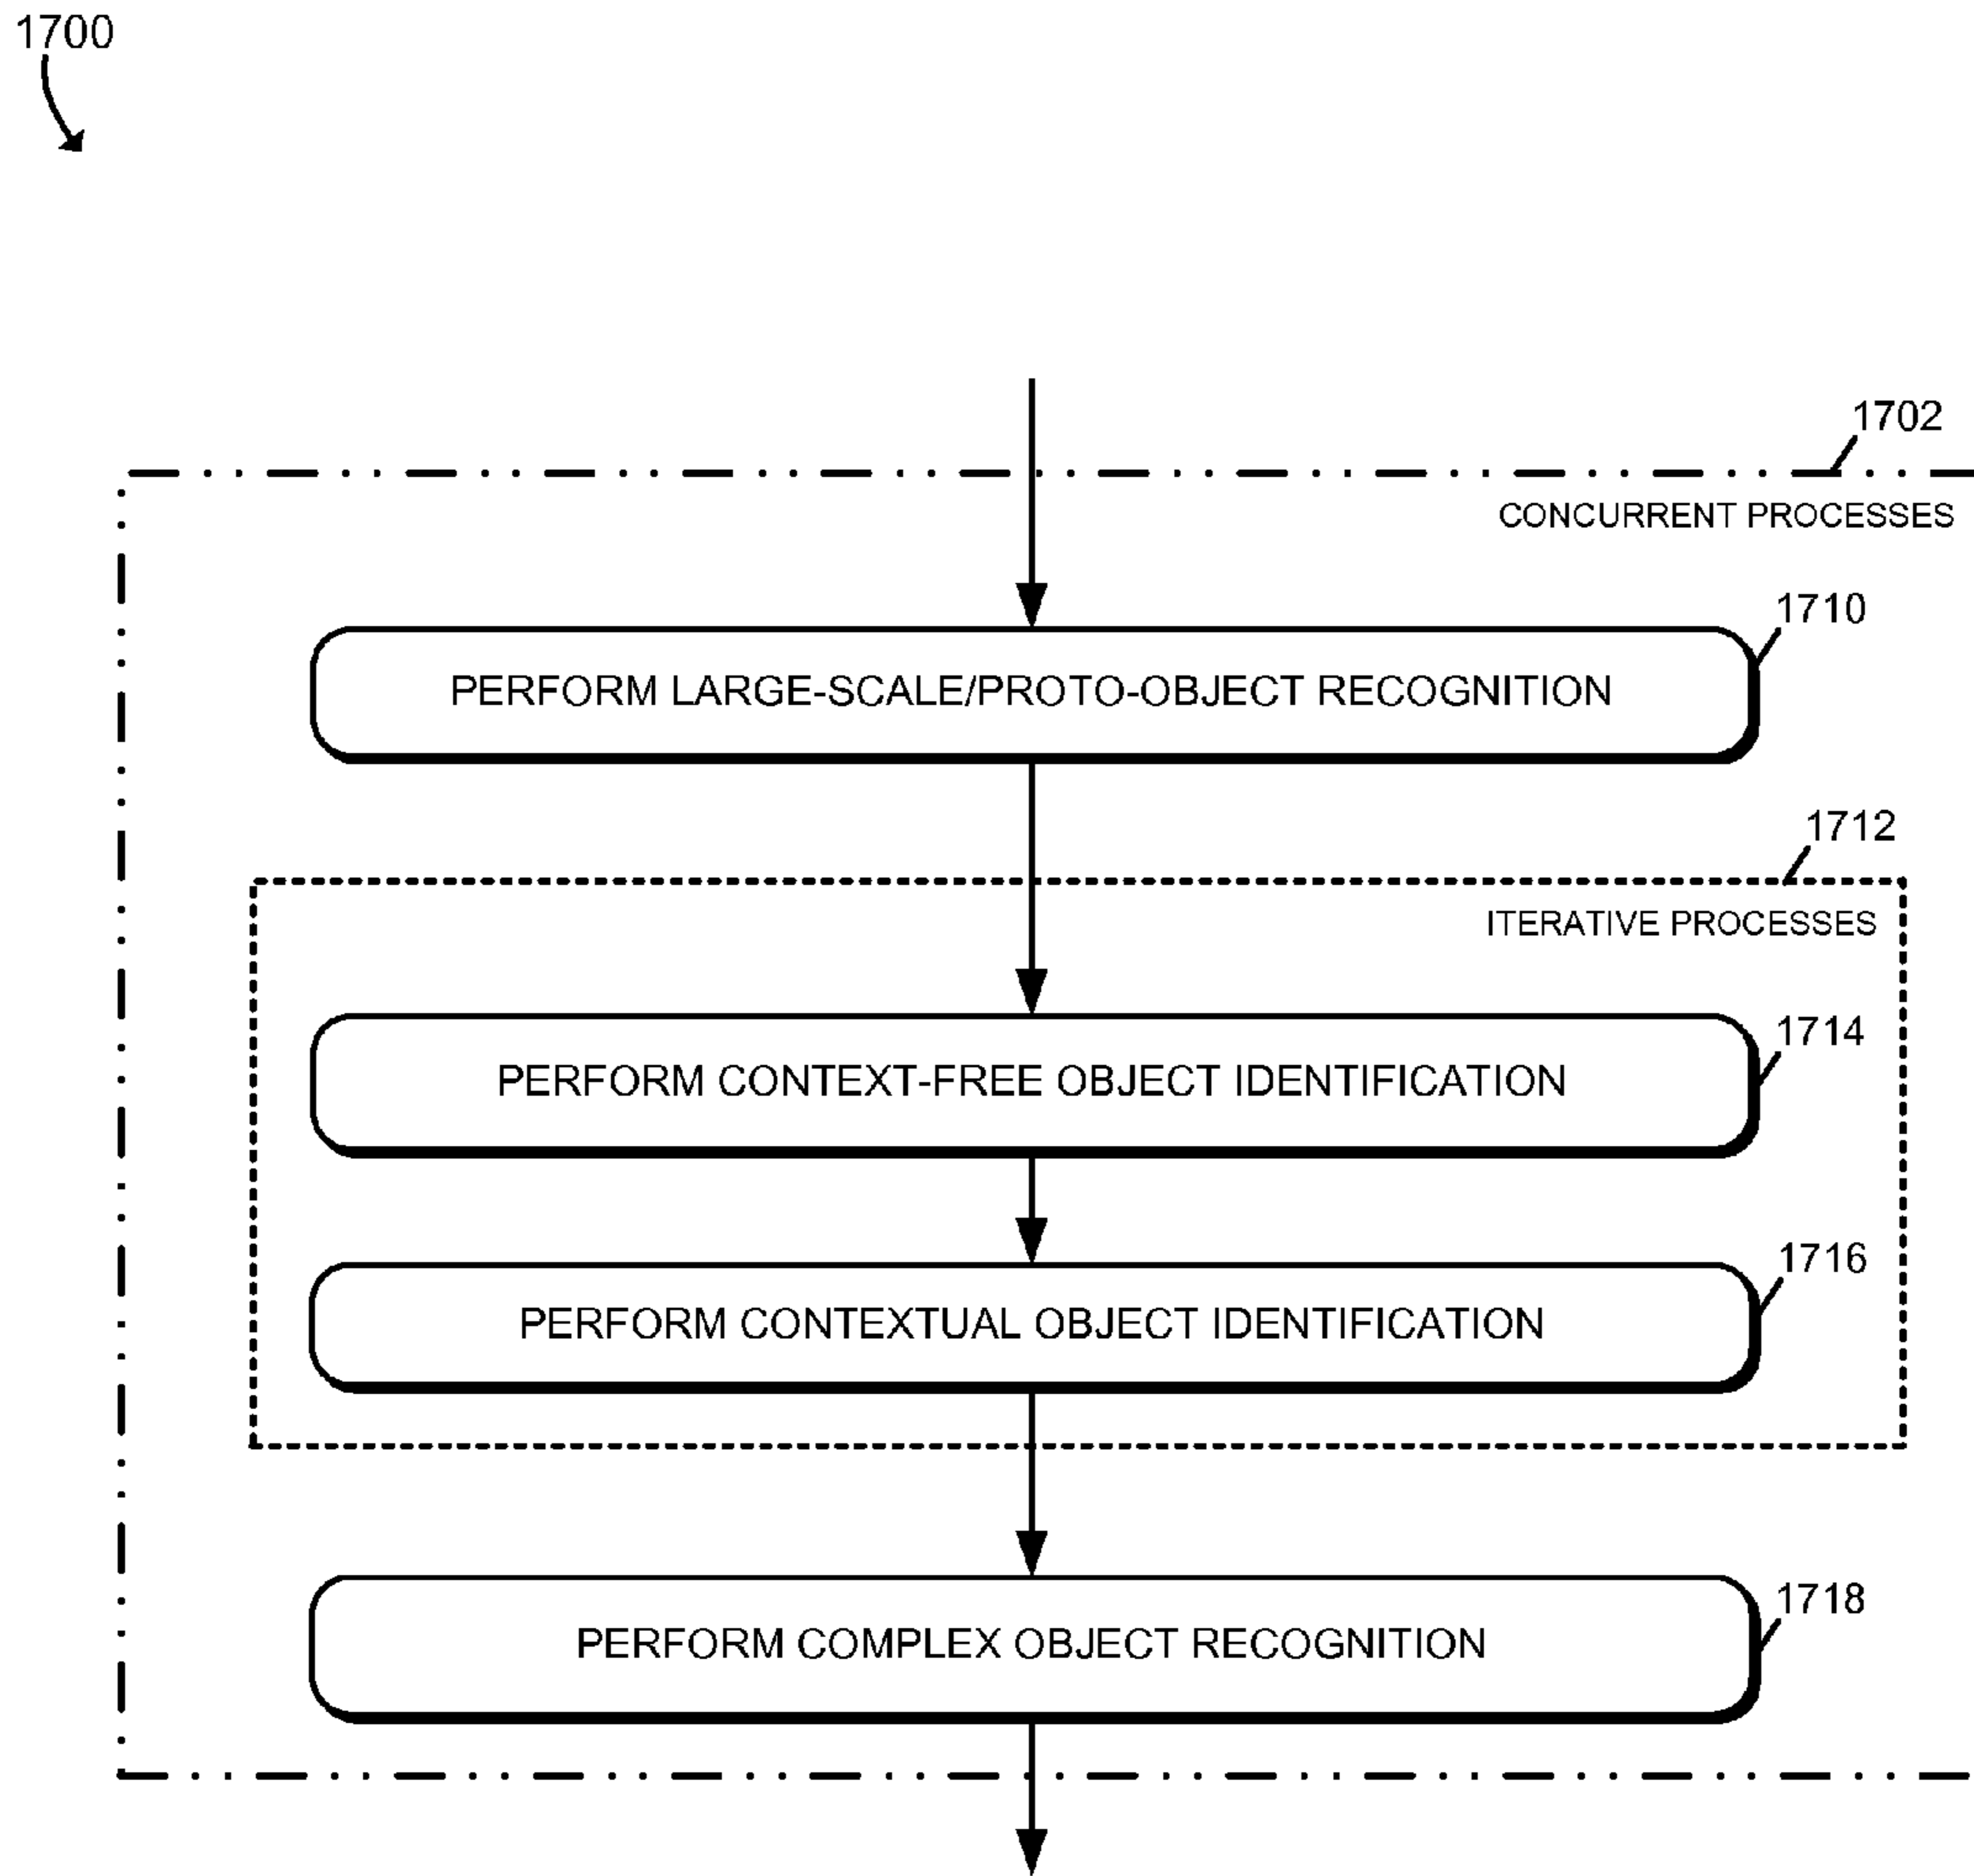 1700
1702
CONCURRENT PROCESSES
1710
PERFORM LARGE-SCALE/PROTO-OBJECT RECOGNITION
1712
ITERATIVE PROCESSES
1714
PERFORM CONTEXT-FREE OBJECT IDENTIFICATION
1716
PERFORM CONTEXTUAL OBJECT IDENTIFICATION
1718
PERFORM COMPLEX OBJECT RECOGNITION